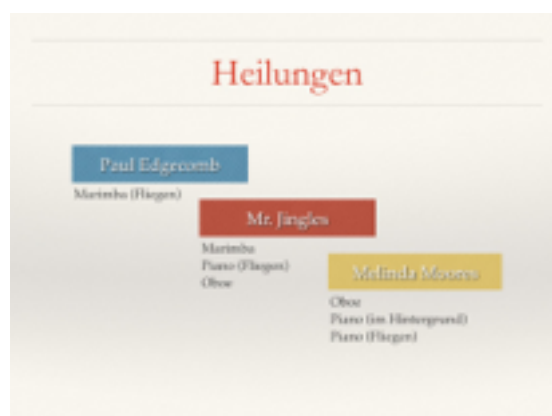 Heilungen
Paul Edgecomb
Marimba (Fliegen)
Mr. Jingles
Marimba
Piano (Fliegen)
Oboe
Melinda Moores
Oboe
Piano (im Hintergrund)
Piano (Fliegen)